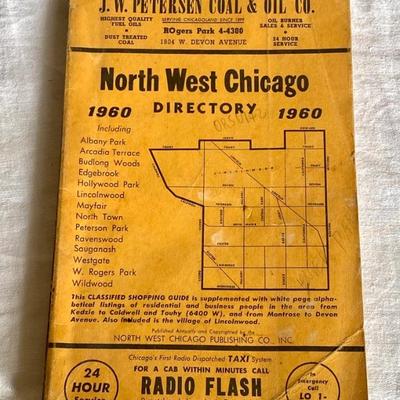 J. W. PETERSEN COAL & OIL CO.
HIGHEST QUALITY
FUEL OILS
•
DUST TREATED
COAL
SERVING CHICAGOLAND SINCE 1899
ROgers Park 4-4380
1804 W. DEVON AVENUE
OIL BURNER
SALES & SERVICE
•
24 HOUR
SERVICE
North West Chicago
1960 DIRECTORY 1960
Including
Albany Park
Arcadia Terrace
Budlong Woods
Edgebrook
Hollywood Park
Lincolnwood
Mayfair
North Town
Peterson Park
Ravenswood
Sauganash
Westgate
W. Rogers Park
Wildwood
This CLASSIFIED SHOPPING GUIDE is supplemented with white page alpha-
betical listings of residential and business people in the area from
Kedzie to Caldwell and Touhy (6400 W), and from Montrose to Devon
Avenue. Also included is the village of Lincolnwood.
Published Annually and Copyrighted by the
NORTH WEST CHICAGO PUBLISHING CO., INC.
24
HOUR
Service
Chicago's First Radio Dispatched TAXI System
FOR A CAB WITHIN MINUTES CALL
RADIO FLASH
In
Emergency
Call
LO 1-